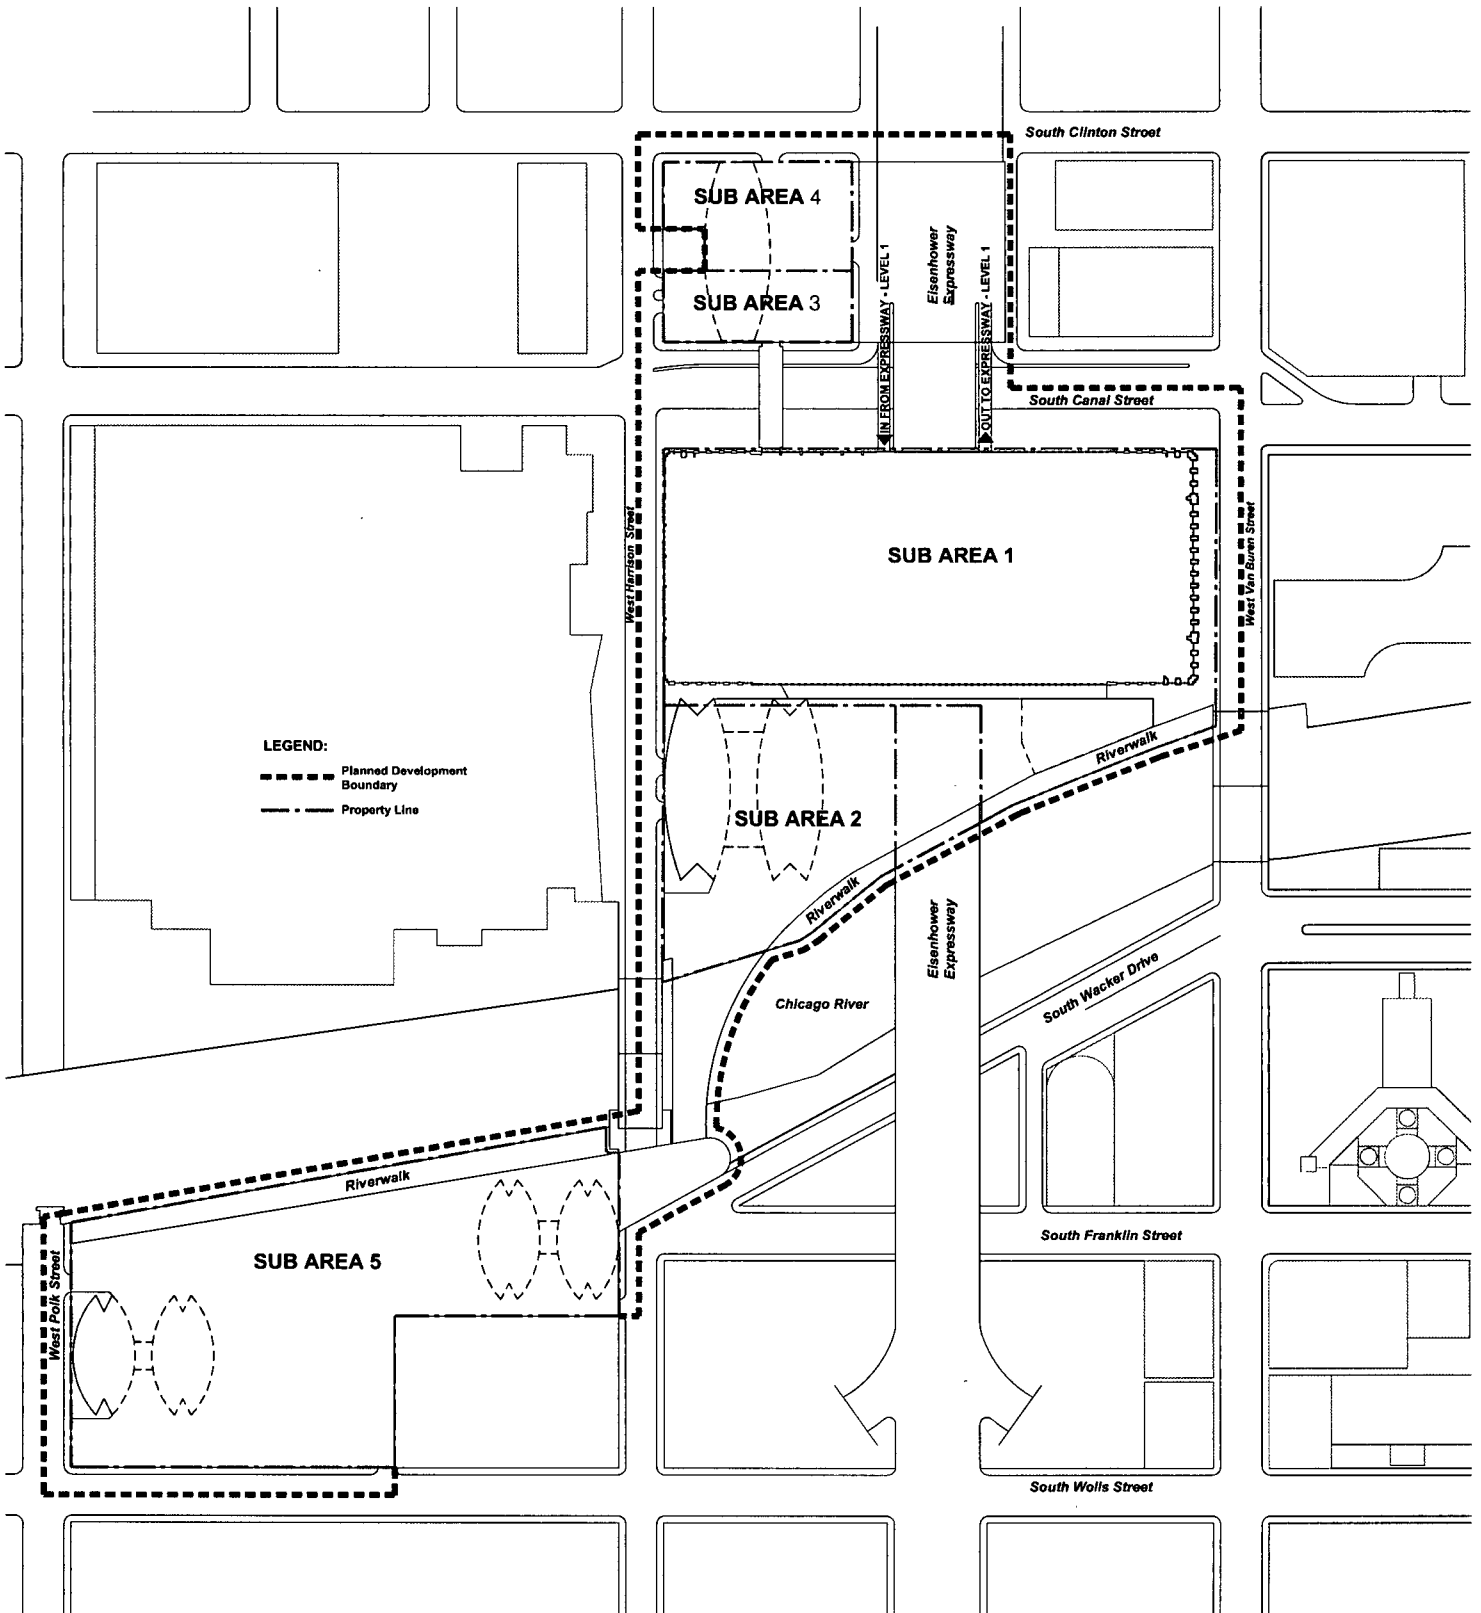 South Clinton Street
SUB AREA 4
Eisenhower
Expressway
IN FROM EXPRESSWAY - LEVEL 1
OUT TO EXPRESSWAY - LEVEL 1
SUB AREA 3
South Canal Street
West Harrison Street
SUB AREA 1
West Van Buren Street
LEGEND:
Planned Development
Boundary
Property Line
Riverwalk
SUB AREA 2
Riverwalk
Eisenhower
Expressway
Chicago River
South Wacker Drive
Riverwalk
South Franklin Street
SUB AREA 5
West Polk Street
South Wells Street